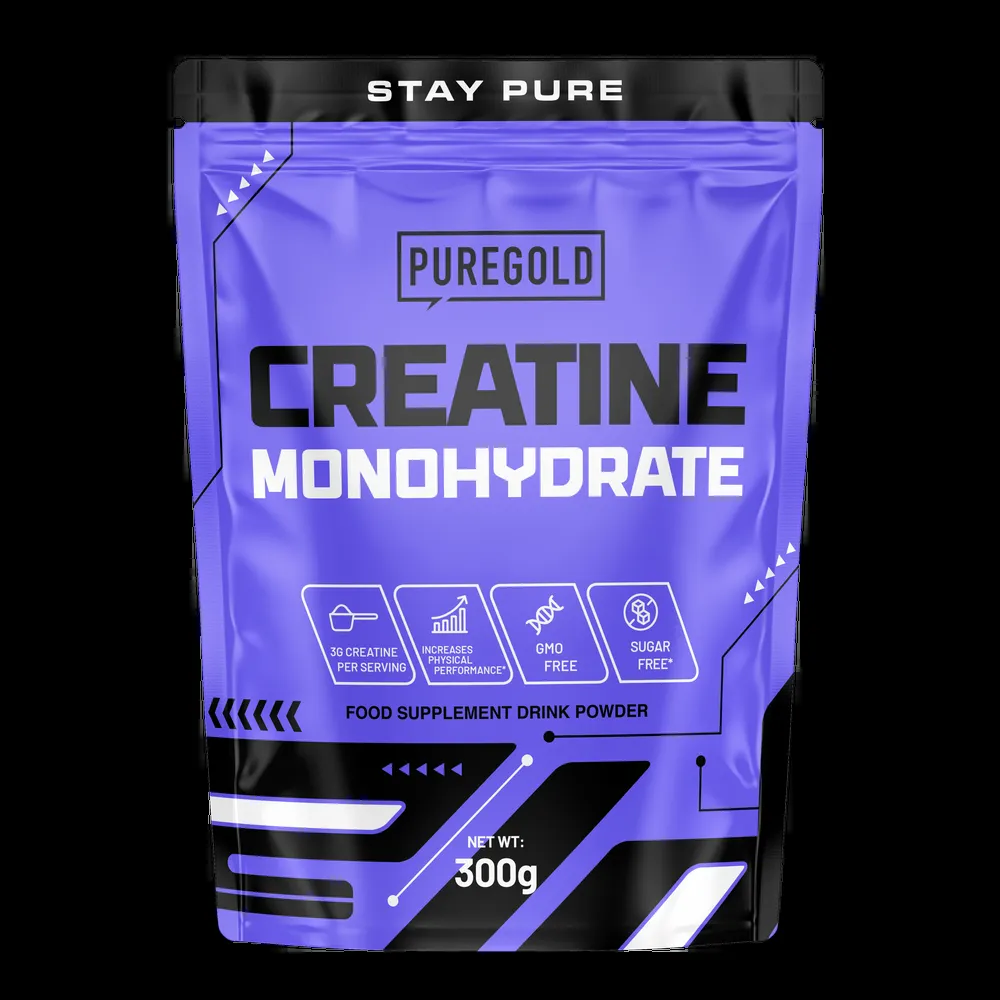 STAY PURE
PUREGOLD
CREATINE
MONOHYDRATE
3G CREATINE
PER SERVING
INCREASES
PHYSICAL
PERFORMANCE*
GMO
FREE
SUGAR
FREE*
FOOD SUPPLEMENT DRINK POWDER
NET WT:
300g